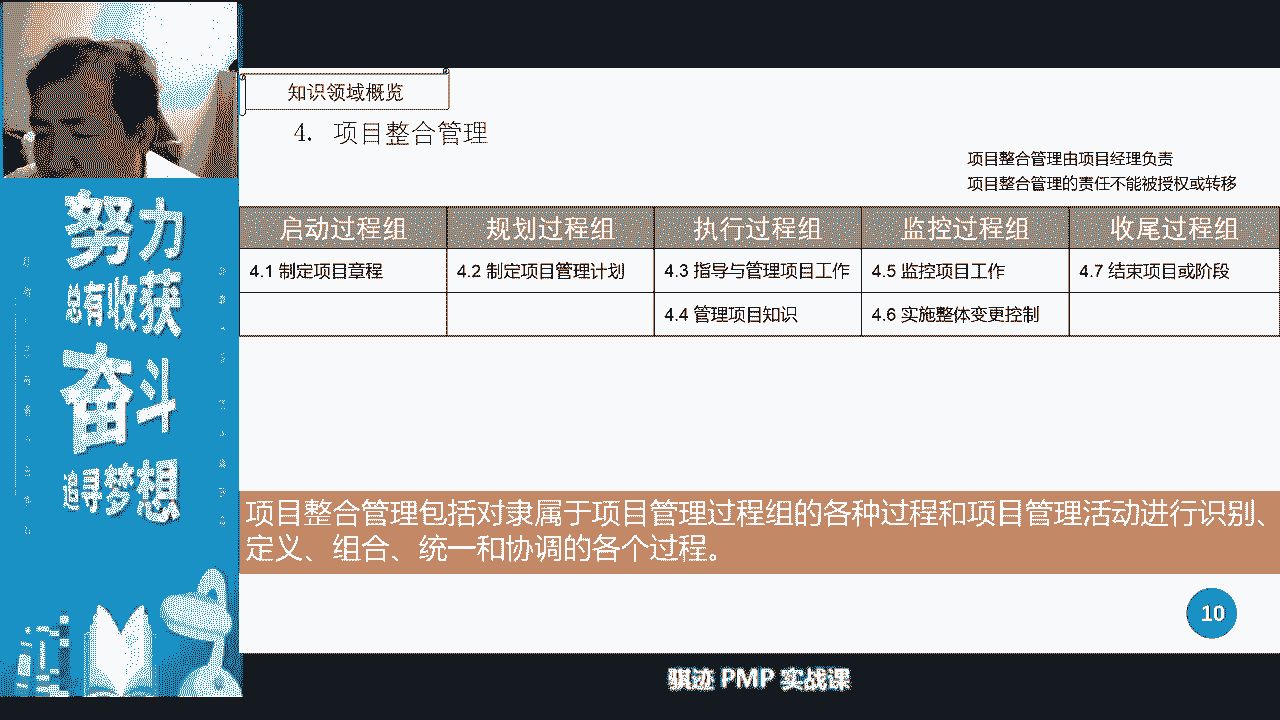 知识领域概览
4. 项目整合管理
项目整合管理由项目经理负责
项目整合管理的责任不能被授权或转移
启动过程组 规划过程组 执行过程组 监控过程组 收尾过程组
4.1 制定项目章程 4.2 制定项目管理计划 4.3 指导与管理项目工作 4.5 监控项目工作 4.7 结束项目或阶段
4.4 管理项目知识 4.6 实施整体变更控制
项目整合管理包括对隶属于项目管理过程组的各种过程和项目管理活动进行识别、
定义、组合、统一和协调的各个过程。
10
努力
总有收获
奋斗
追寻梦想
骐迹 PMP 实战课